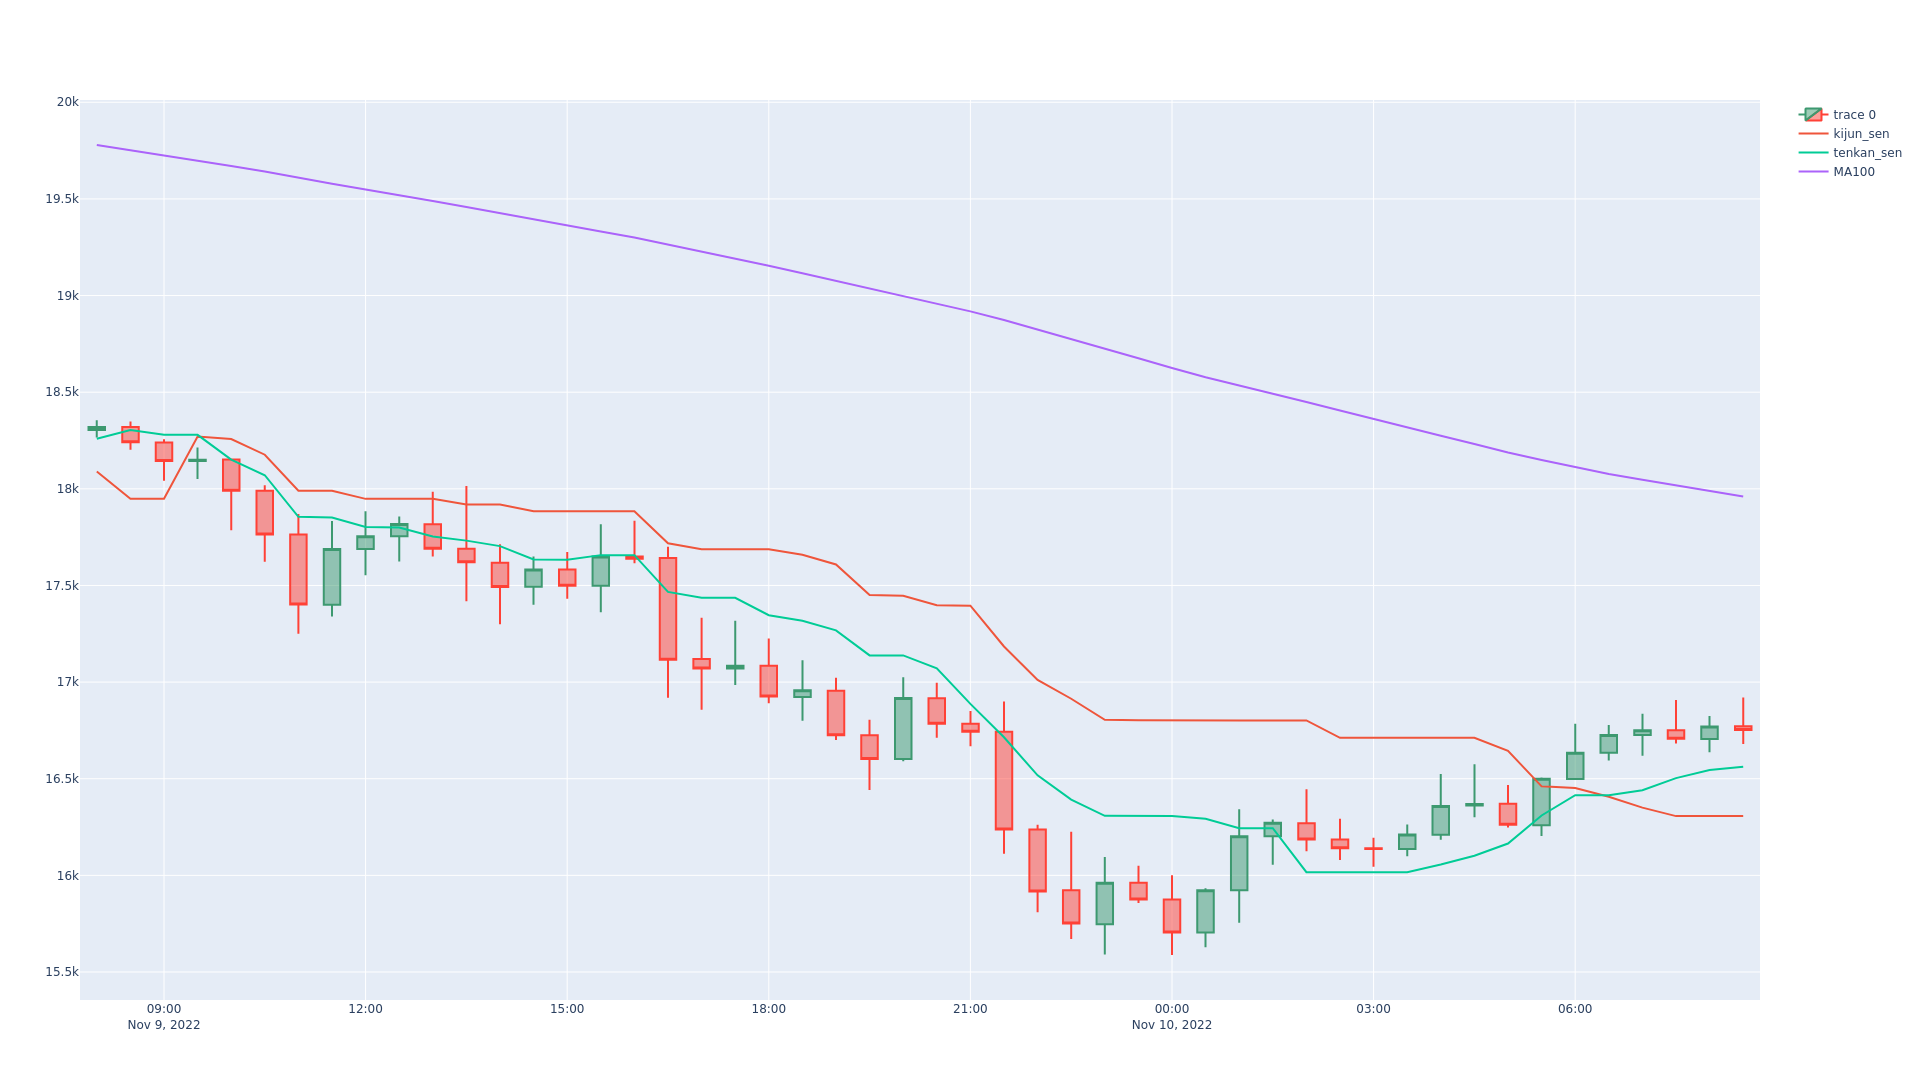 20k
19.5k
19k
18.5k
18k
17.5k
17k
16.5k
16k
15.5k
09:00 12:00 15:00 18:00 21:00 00:00 03:00 06:00
Nov 9, 2022 Nov 10, 2022
trace 0
kijun_sen
tenkan_sen
MA100